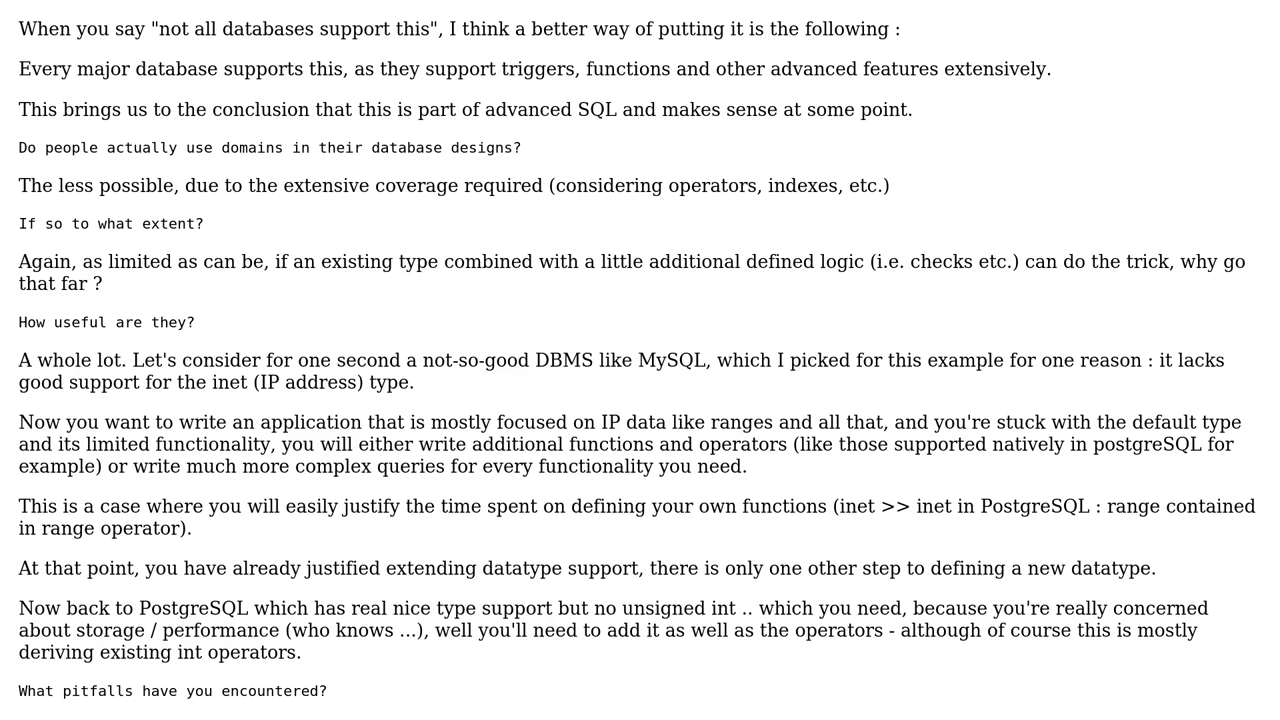 When you say "not all databases support this", I think a better way of putting it is the following :
Every major database supports this, as they support triggers, functions and other advanced features extensively.
This brings us to the conclusion that this is part of advanced SQL and makes sense at some point.
Do people actually use domains in their database designs?
The less possible, due to the extensive coverage required (considering operators, indexes, etc.)
If so to what extent?
Again, as limited as can be, if an existing type combined with a little additional defined logic (i.e. checks etc.) can do the trick, why go
that far ?
How useful are they?
A whole lot. Let's consider for one second a not-so-good DBMS like MySQL, which I picked for this example for one reason : it lacks
good support for the inet (IP address) type.
Now you want to write an application that is mostly focused on IP data like ranges and all that, and you're stuck with the default type
and its limited functionality, you will either write additional functions and operators (like those supported natively in postgreSQL for
example) or write much more complex queries for every functionality you need.
This is a case where you will easily justify the time spent on defining your own functions (inet >> inet in PostgreSQL : range contained
in range operator).
At that point, you have already justified extending datatype support, there is only one other step to defining a new datatype.
Now back to PostgreSQL which has real nice type support but no unsigned int .. which you need, because you're really concerned
about storage / performance (who knows ...), well you'll need to add it as well as the operators - although of course this is mostly
deriving existing int operators.
What pitfalls have you encountered?